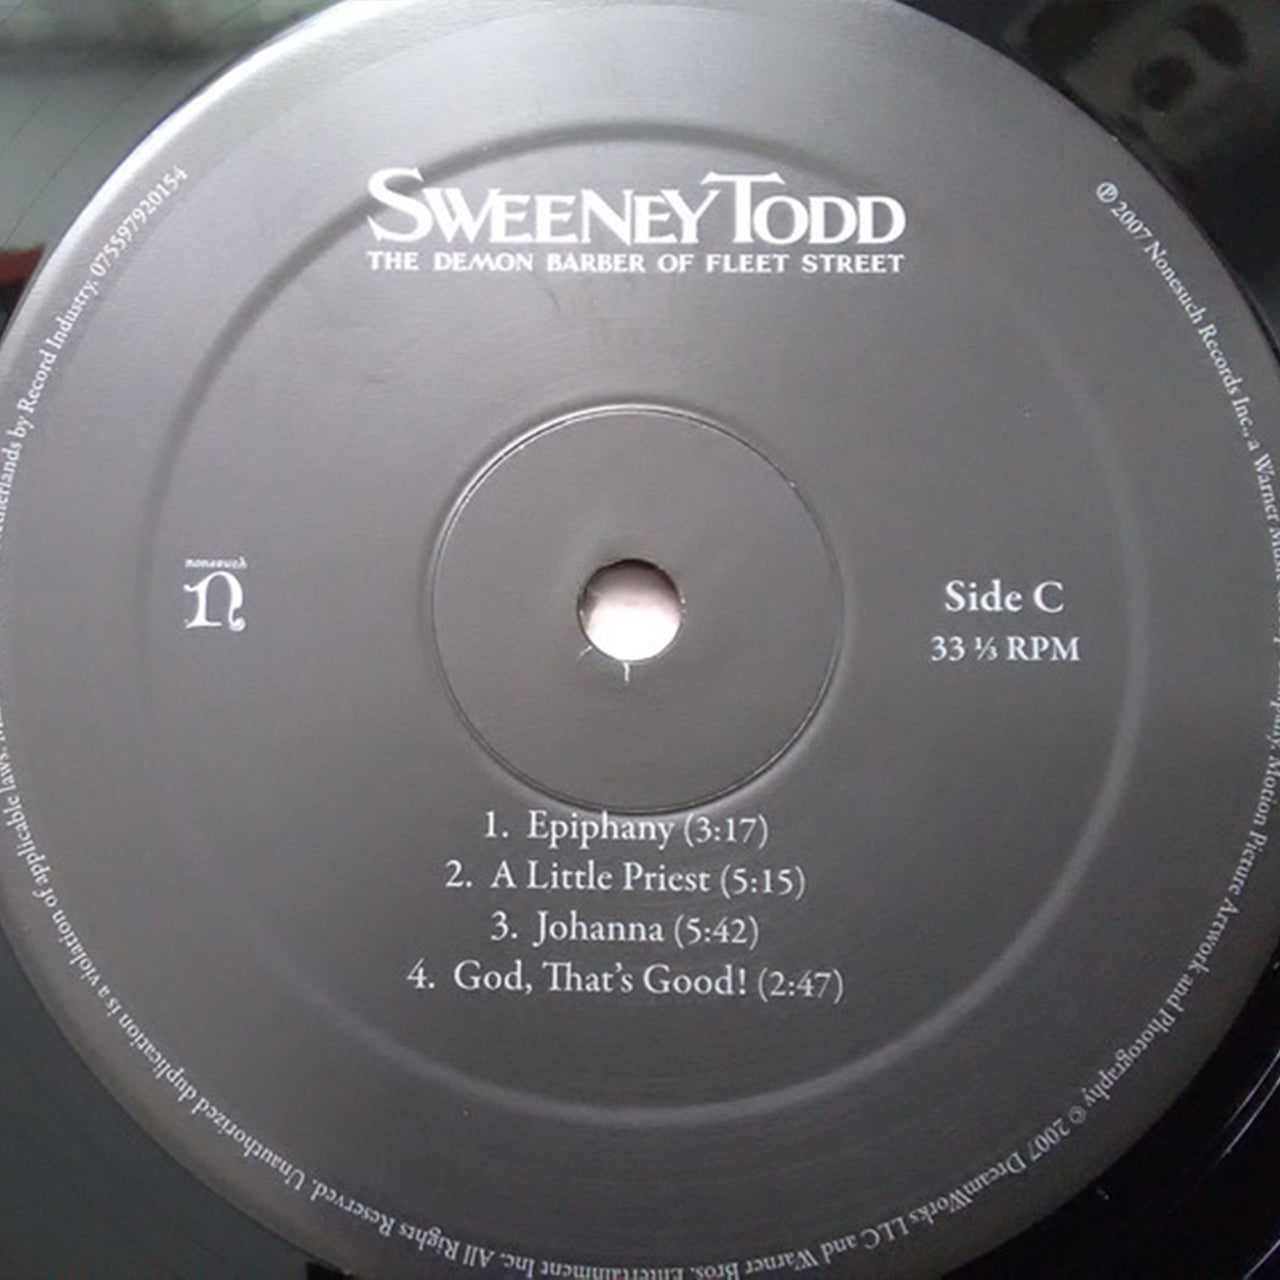 SWEENEY TODD
THE DEMON BARBER OF FLEET STREET
nonesuch
Side C
33 ⅓ RPM
1. Epiphany (3:17)
2. A Little Priest (5:15)
3. Johanna (5:42)
4. God, That's Good! (2:47)
℗ 2007 Nonesuch Records Inc., a Warner
Motion Picture Artwork and Photography © 2007 DreamWorks LLC and Warner Bros. Entertainment Inc. All Rights Reserved. Unauthorized duplication is a violation of applicable laws.
by Record Industry. 075597920154